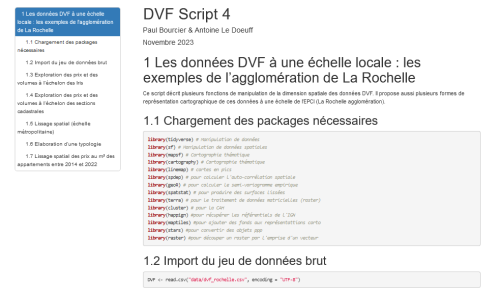 1 Les données DVF à une échelle
locale : les exemples de l'agglomération
de La Rochelle
1.1 Chargement des packages
nécessaires
1.2 Import du jeu de données brut
1.3 Exploration des prix et des
volumes à l'échelon des Iris
1.4 Exploration des prix et des
volumes à l'échelon des sections
cadastrales
1.5 Lissage spatial (échelle
métropolitaine)
1.6 Elaboration d'une typologie
1.7 Lissage spatial des prix au m² des
appartements entre 2014 et 2022
DVF Script 4
Paul Bourcier & Antoine Le Doeuff
Novembre 2023
1 Les données DVF à une échelle locale : les
exemples de l'agglomération de La Rochelle
Ce script décrit plusieurs fonctions de manipulation de la dimension spatiale des données DVF. Il propose aussi plusieurs formes de
représentation cartographique de ces données à une échelle de l'EPCI (La Rochelle agglomération).
1.1 Chargement des packages nécessaires
library(tidyverse) # Manipulation de données
library(sf) # Manipulation de données spatiales
library(mapsf) # Cartographie thématique
library(cartography) # Cartographie thématique
library(linemap) # cartes en pics
library(spdep) # pour calculer l'auto-corrélation spatiale
library(geoR) # pour calculer le semi-variogramme empirique
library(spatstat) # pour produire des surfaces lissées
library(terra) # pour le traitement de données matricielles (raster)
library(cluster) # pour la CAH
library(happign) #pour récupérer les référentiels de l'IGN
library(maptiles) #pour ajouter des fonds aux représentations carto
library(stars) #pour convertir des objets ppp
library(raster) #pour découper un raster par l'emprise d'un vecteur
1.2 Import du jeu de données brut
DVF <- read.csv("data/dvf_rochelle.csv", encoding = "UTF-8")